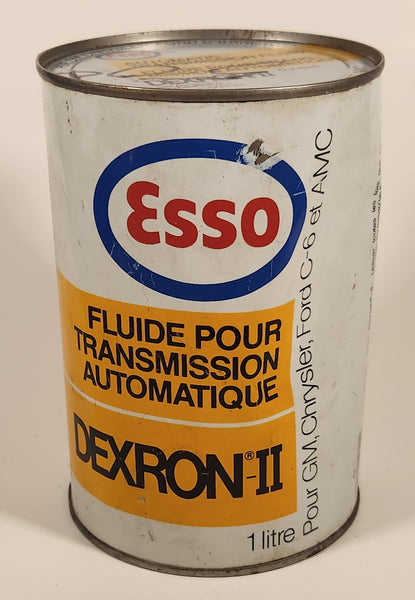 Esso
FLUIDE POUR
TRANSMISSION
AUTOMATIQUE
DEXRON®-II
1 litre
Pour GM, Chrysler, Ford C-6 et AMC